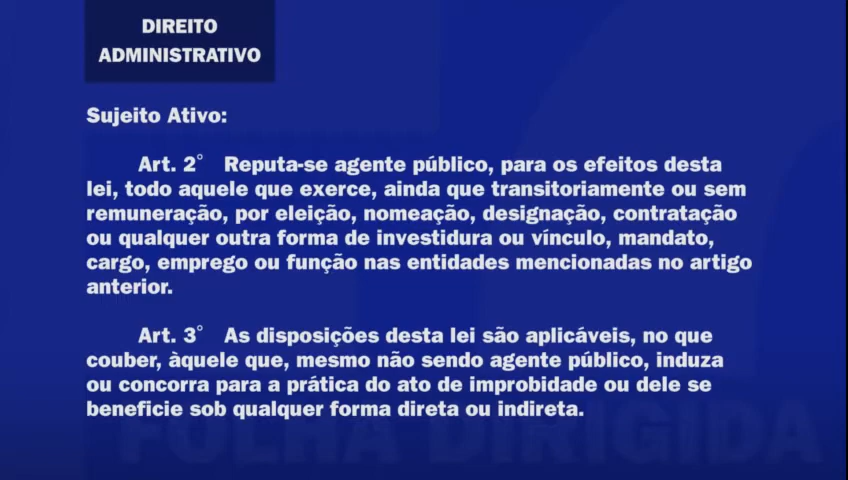 DIREITO
ADMINISTRATIVO
Sujeito Ativo:
Art. 2° Reputa-se agente público, para os efeitos desta
lei, todo aquele que exerce, ainda que transitoriamente ou sem
remuneração, por eleição, nomeação, designação, contratação
ou qualquer outra forma de investidura ou vínculo, mandato,
cargo, emprego ou função nas entidades mencionadas no artigo
anterior.
Art. 3° As disposições desta lei são aplicáveis, no que
couber, àquele que, mesmo não sendo agente público, induza
ou concorra para a prática do ato de improbidade ou dele se
beneficie sob qualquer forma direta ou indireta.
FOLHA DIRIGIDA